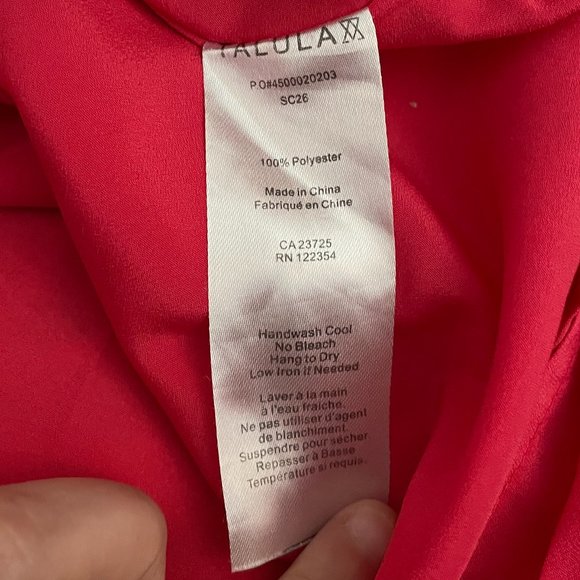 TALULA
P.O#4500020203
SC26
100% Polyester
Made in China
Fabriqué en Chine
CA 23725
RN 122354
Handwash Cool
No Bleach
Hang to Dry
Low Iron if Needed
Laver à la main
à l'eau fraîche.
Ne pas utiliser d'agent
de blanchiment.
Suspendre pour sécher.
Repasser à Basse
Température si requis.